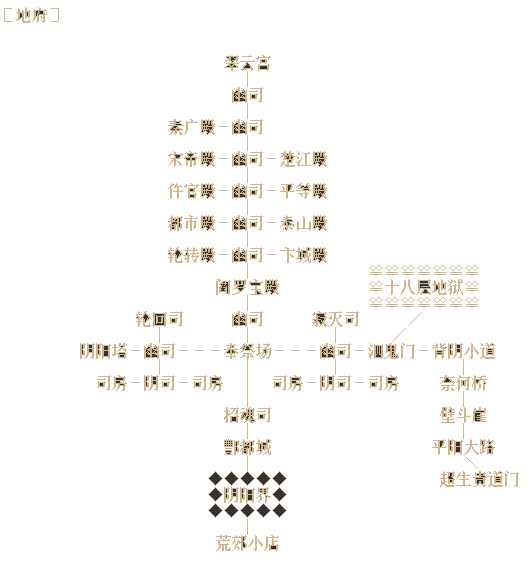 ［地府］
翠云宫
幽司
秦广殿－幽司
宋帝殿－幽司－楚江殿
仵官殿－幽司－平等殿
都市殿－幽司－泰山殿
轮转殿－幽司－卞城殿
≌≌≌≌≌≌≌
阎罗宝殿 ≌十八层地狱≌
≌≌≌≌≌≌≌
轮回司 幽司 寂灭司
阴阳塔－幽司－－－奉祭场－－－幽司－酆鬼门－背阴小道
司房－阴司－司房 司房－阴司－司房 奈何桥
招魂司 壁斗崖
酆都城 平阳大路
◆◆◆◆◆
◆阴阳界◆ 超生贵道门
◆◆◆◆◆
荒郊小店